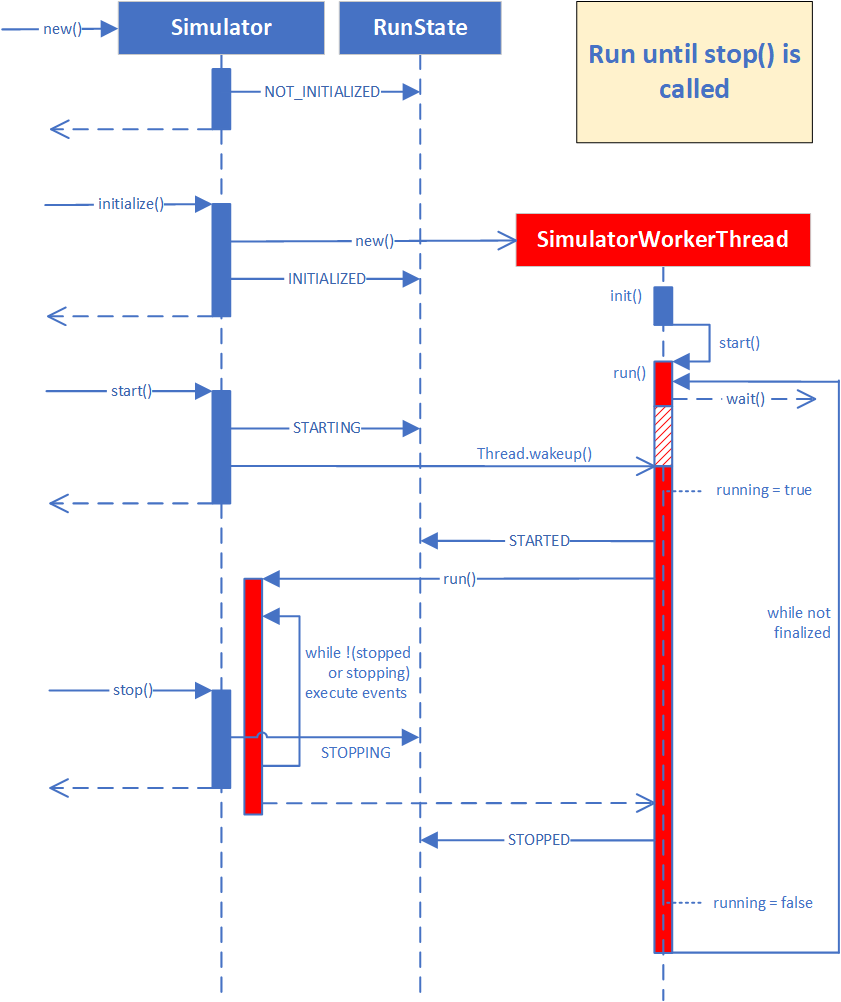 new()
Simulator
RunState
Run until stop() is
called
NOT_INITIALIZED
initialize()
new()
SimulatorWorkerThread
INITIALIZED
init()
start()
run()
start()
wait()
STARTING
Thread.wakeup()
running = true
STARTED
run()
while not
finalized
while !(stopped
or stopping)
execute events
stop()
STOPPING
STOPPED
running = false